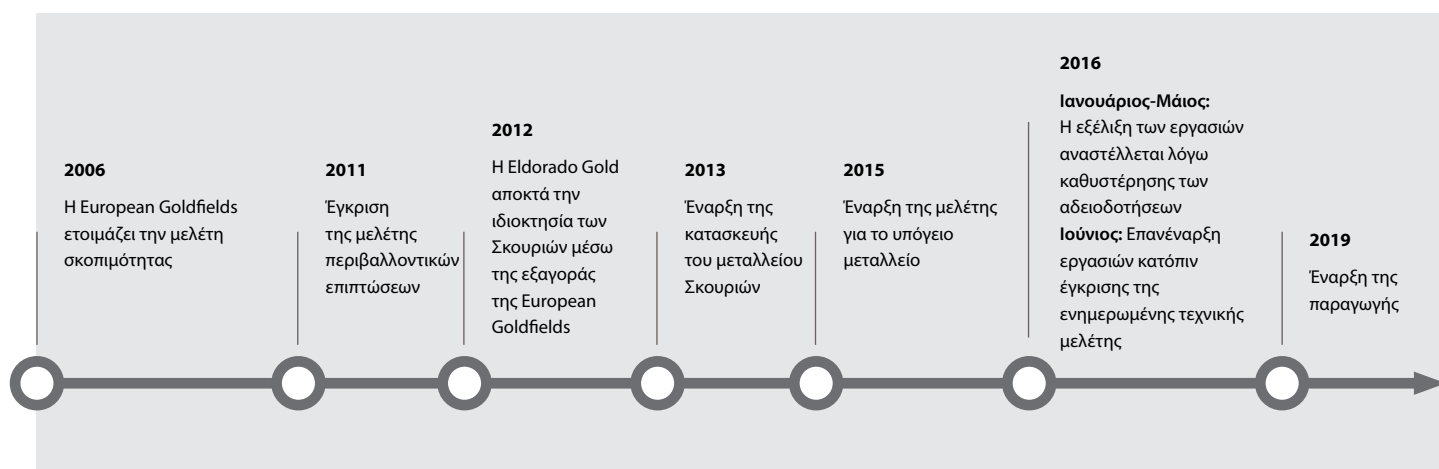 2006
Η European Goldfields
ετοιμάζει την μελέτη
σκοπιμότητας
2011
Έγκριση
της μελέτης
περιβαλλοντικών
επιπτώσεων
2012
Η Eldorado Gold
αποκτά την
ιδιοκτησία των
Σκουριών μέσω
της εξαγοράς
της European
Goldfields
2013
Έναρξη της
κατασκευής
του μεταλλείου
Σκουριών
2015
Έναρξη της μελέτης
για το υπόγειο
μεταλλείο
2016
Ιανουάριος-Μάιος:
Η εξέλιξη των εργασιών
αναστέλλεται λόγω
καθυστέρησης των
αδειοδοτήσεων
Ιούνιος: Επανέναρξη
εργασιών κατόπιν
έγκρισης της
ενημερωμένης τεχνικής
μελέτης
2019
Έναρξη της
παραγωγής